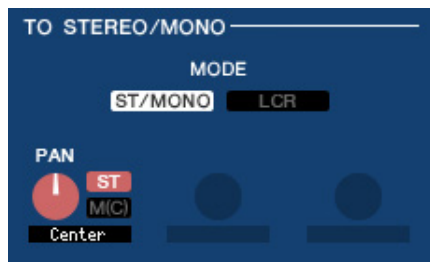 TO STEREO/MONO
MODE
ST/MONO LCR
PAN
ST
M(C)
Center